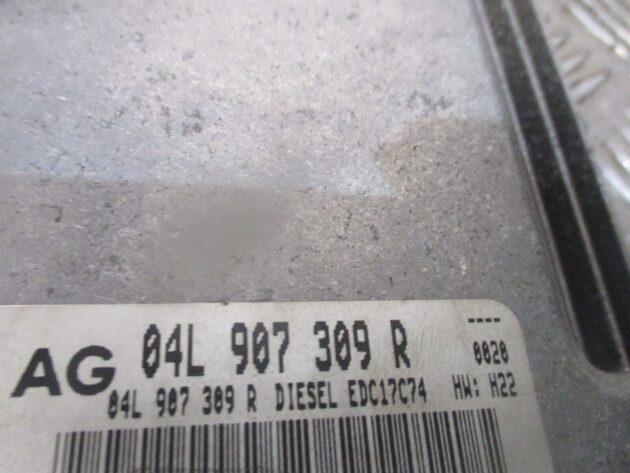 AG 04L 907 309 R ----
0020
04L 907 309 R DIESEL EDC17C74 HW: H22